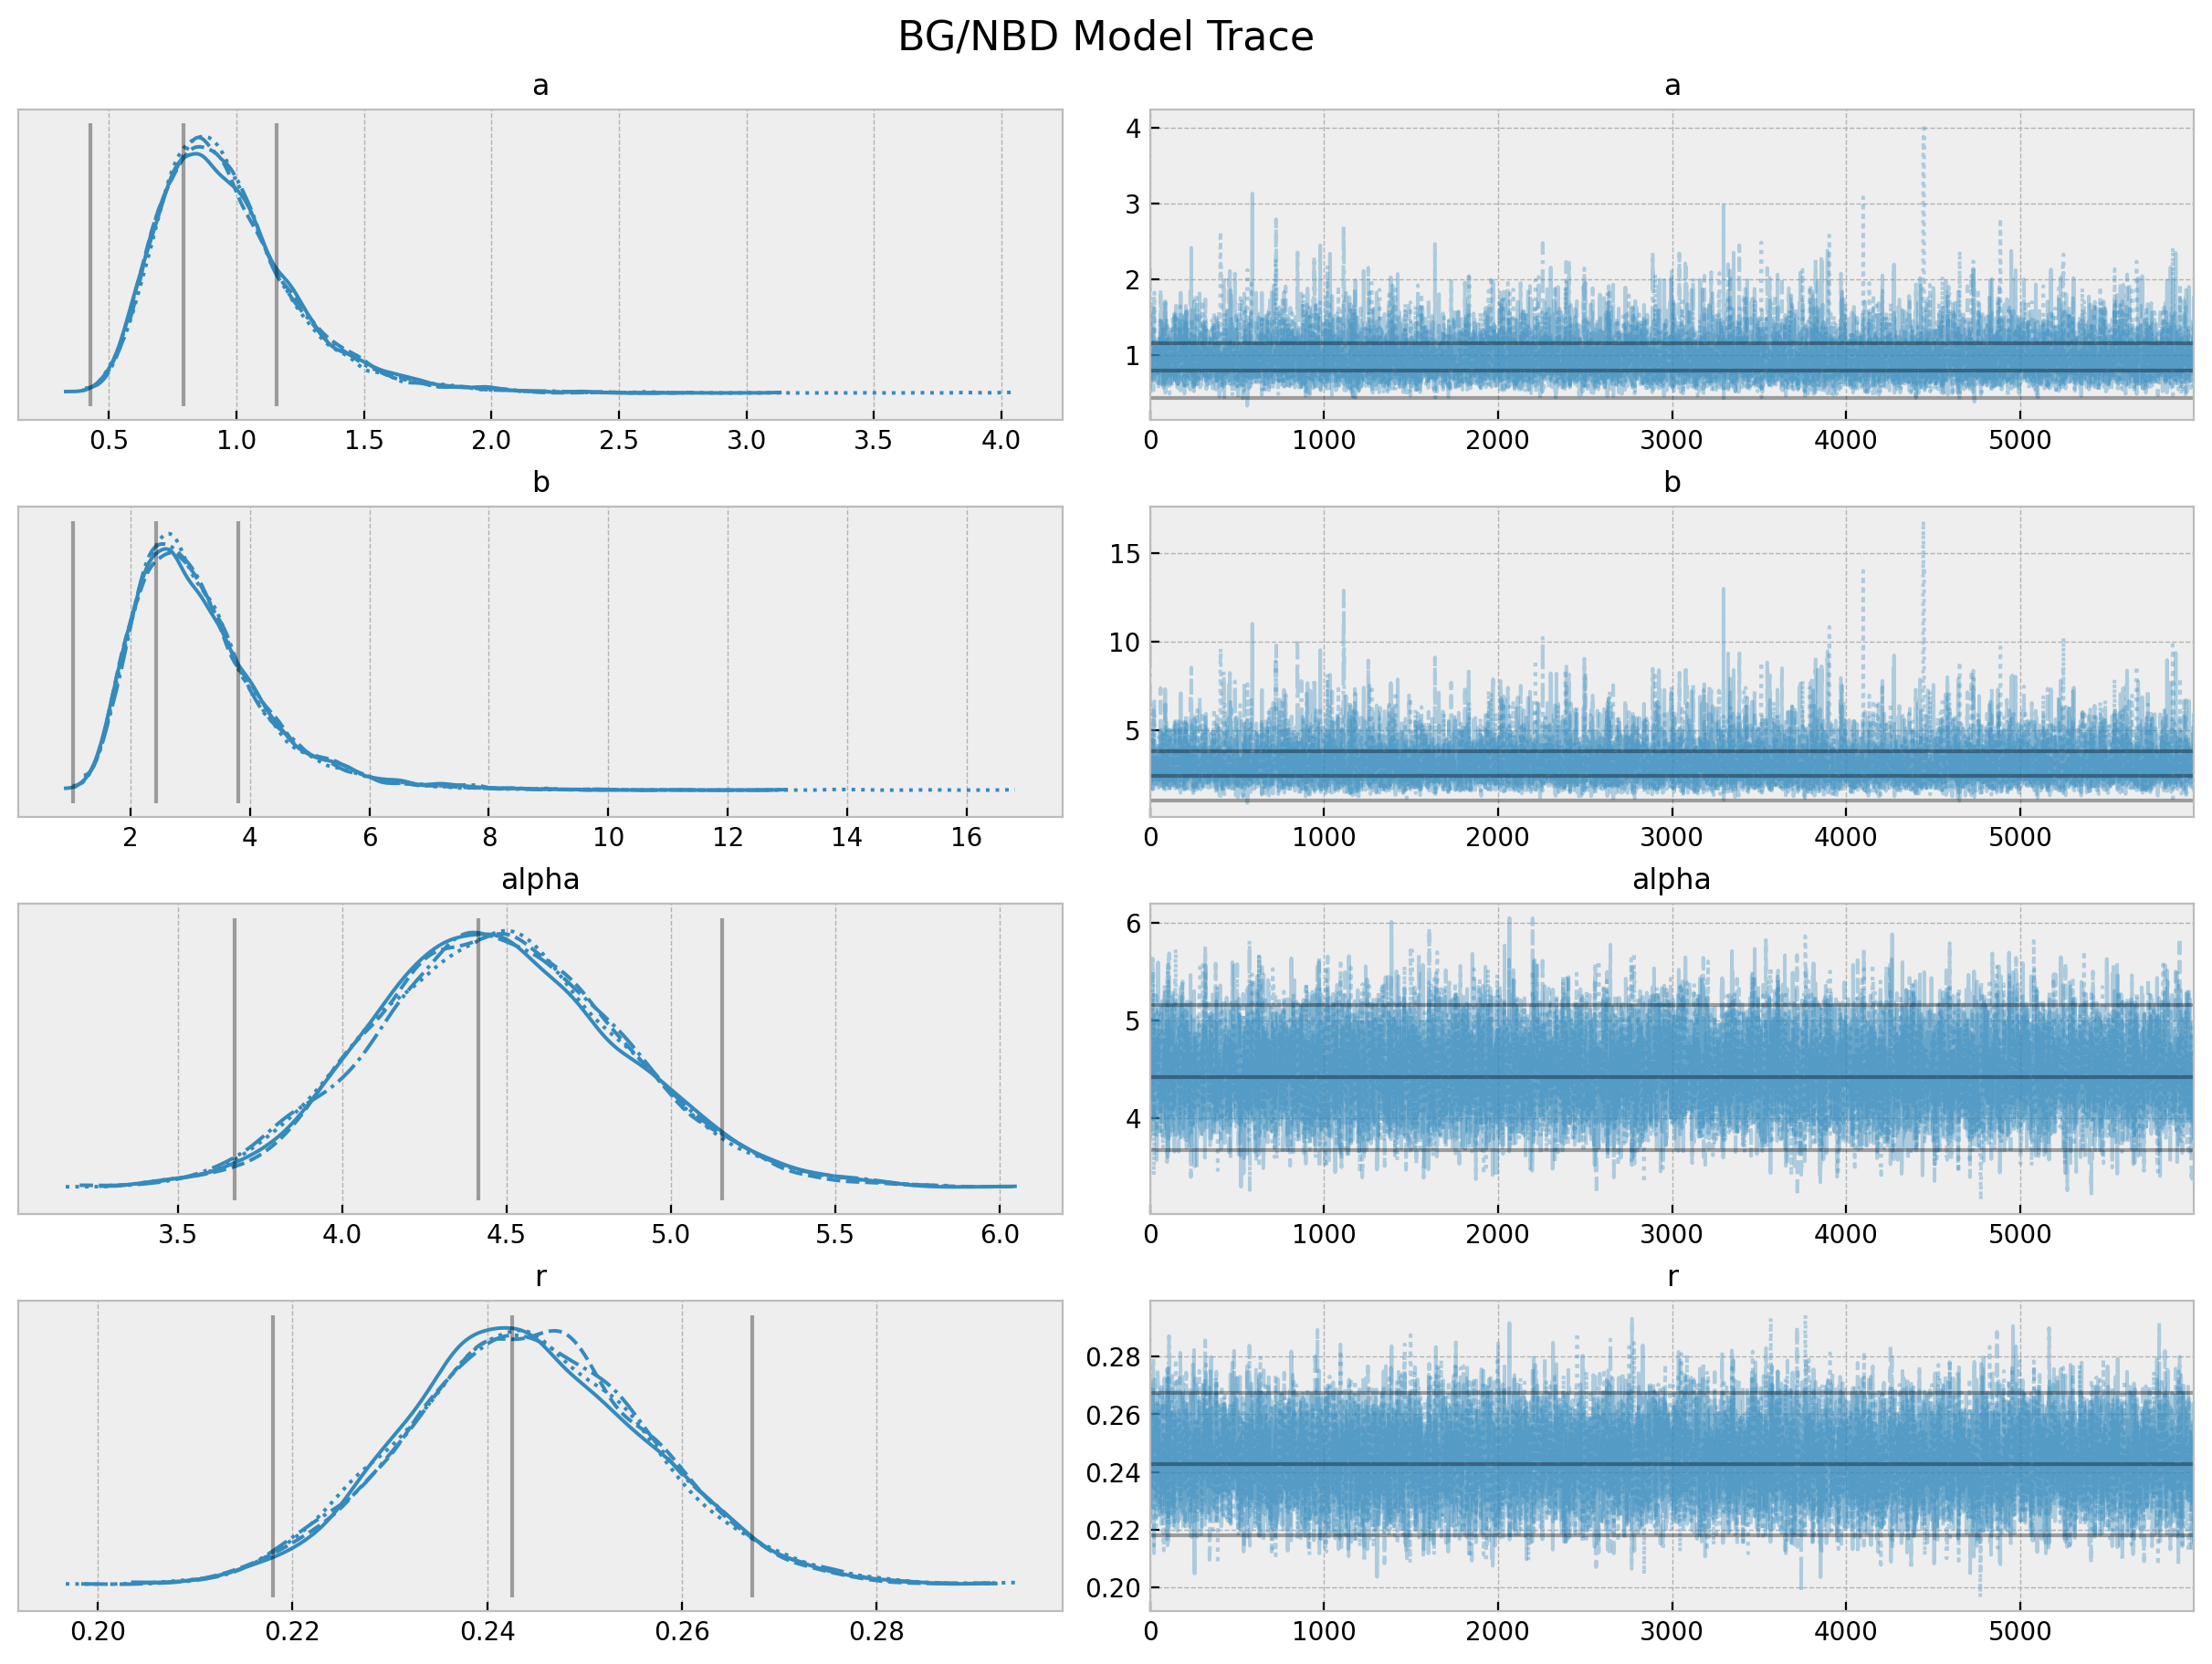 BG/NBD Model Trace
a
a
4
3
2
1
0.5 1.0 1.5 2.0 2.5 3.0 3.5 4.0
0 1000 2000 3000 4000 5000
b
b
15
10
5
2 4 6 8 10 12 14 16
0 1000 2000 3000 4000 5000
alpha
alpha
6
5
4
3.5 4.0 4.5 5.0 5.5 6.0
0 1000 2000 3000 4000 5000
r
r
0.28
0.26
0.24
0.22
0.20
0.20 0.22 0.24 0.26 0.28
0 1000 2000 3000 4000 5000